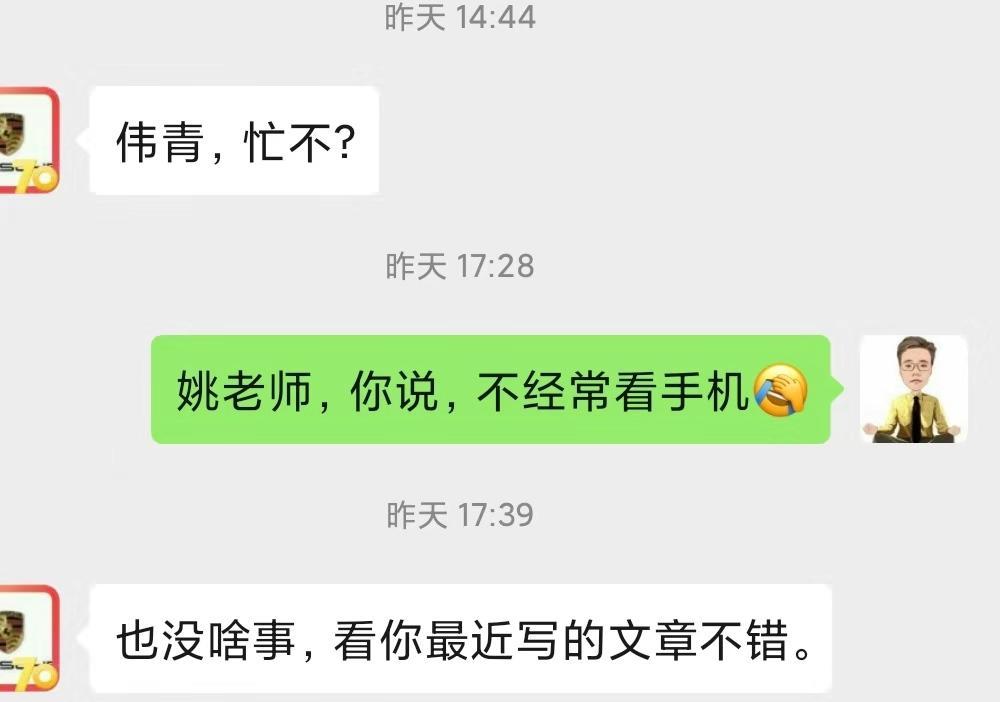 昨天 14:44
伟青，忙不？
昨天 17:28
姚老师，你说，不经常看手机🤦
昨天 17:39
也没啥事，看你最近写的文章不错。